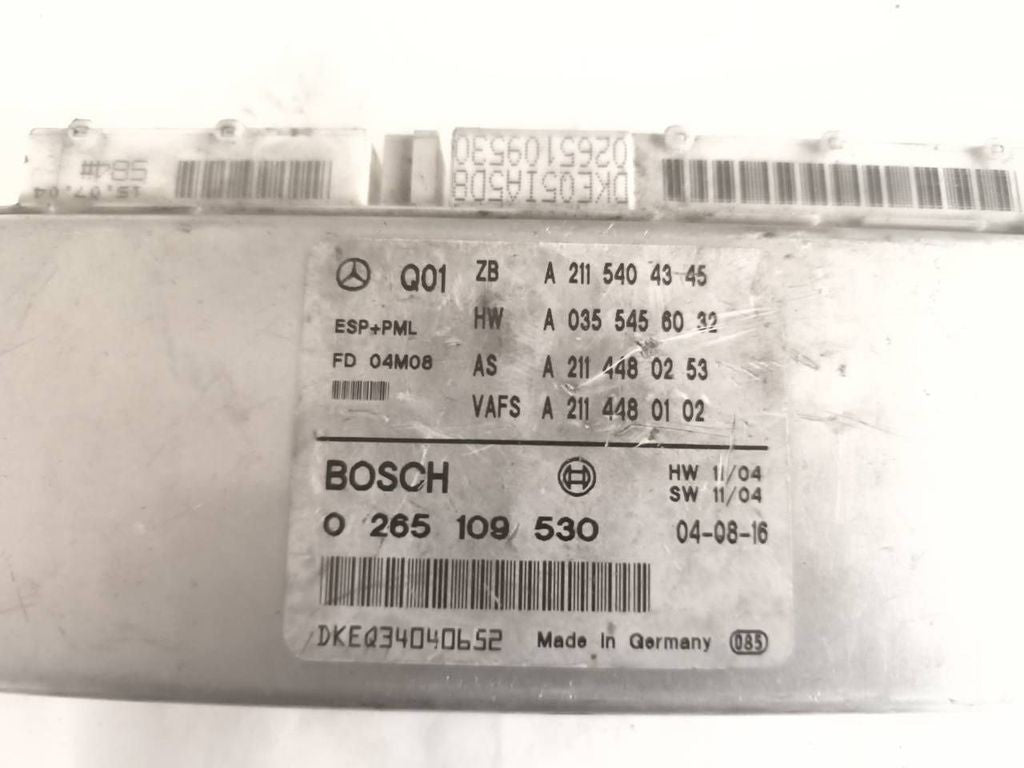 584#
15.07.04
0265109530
DKE05IA5D8
Q01
ZB A 211 540 43 45
ESP+PML
HW A 035 545 60 32
FD 04M08
AS A 211 448 02 53
VAFS A 211 448 01 02
BOSCH
HW 11/04
SW 11/04
0 265 109 530
04-08-16
DKEQ34040652
Made In Germany
085